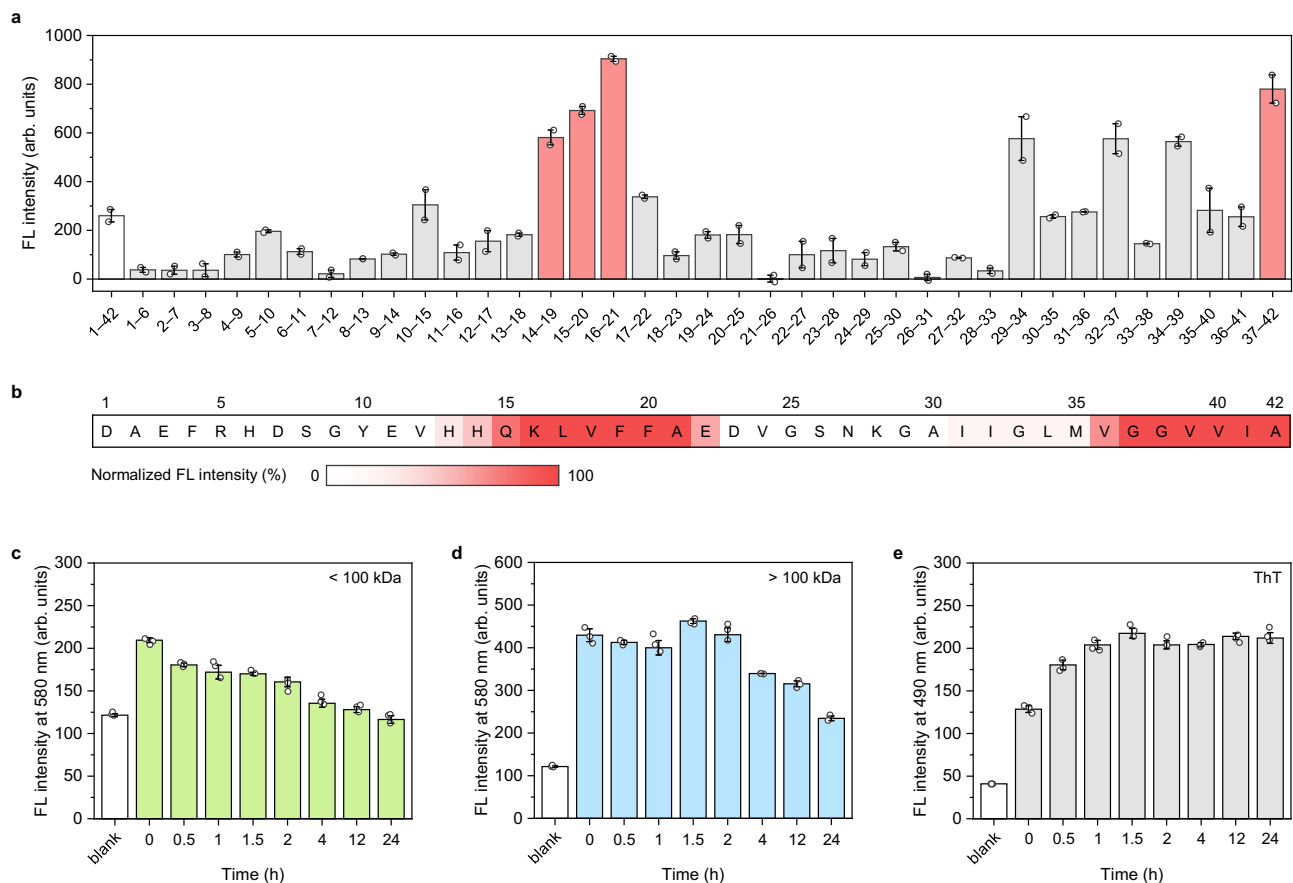 a
FL intensity (arb. units)
1000
800
600
400
200
0
1–42 1–6 2–7 3–8 4–9 5–10 6–11 7–12 8–13 9–14 10–15 11–16 12–17 13–18 14–19 15–20 16–21 17–22 18–23 19–24 20–25 21–26 22–27 23–28 24–29 25–30 26–31 27–32 28–33 29–34 30–35 31–36 32–37 33–38 34–39 35–40 36–41 37–42
b
1 5 10 15 20 25 30 35 40 42
D A E F R H D S G Y E V H H Q K L V F F A E D V G S N K G A I I G L M V G G V V I A
Normalized FL intensity (%) 0 100
c
< 100 kDa
FL intensity at 580 nm (arb. units)
300
250
200
150
100
50
0
blank 0 0.5 1 1.5 2 4 12 24
Time (h)
d
> 100 kDa
FL intensity at 580 nm (arb. units)
600
500
400
300
200
100
0
blank 0 0.5 1 1.5 2 4 12 24
Time (h)
e
ThT
FL intensity at 490 nm (arb. units)
300
250
200
150
100
50
0
blank 0 0.5 1 1.5 2 4 12 24
Time (h)